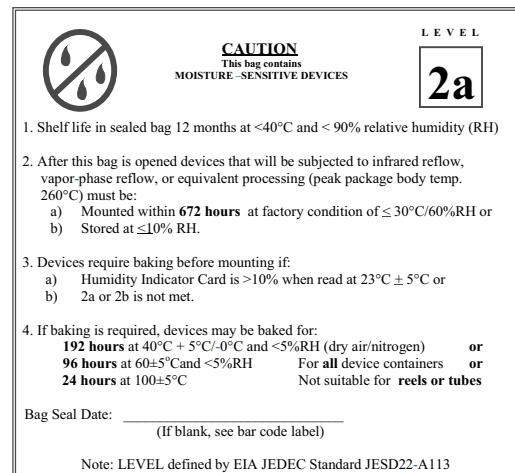 LEVEL
CAUTION
This bag contains
MOISTURE –SENSITIVE DEVICES
2a
1. Shelf life in sealed bag 12 months at <40°C and < 90% relative humidity (RH)
2. After this bag is opened devices that will be subjected to infrared reflow,
vapor-phase reflow, or equivalent processing (peak package body temp.
260°C) must be:
a) Mounted within 672 hours at factory condition of ≤ 30°C/60%RH or
b) Stored at ≤10% RH.
3. Devices require baking before mounting if:
a) Humidity Indicator Card is >10% when read at 23°C ± 5°C or
b) 2a or 2b is not met.
4. If baking is required, devices may be baked for:
192 hours at 40°C + 5°C/-0°C and <5%RH (dry air/nitrogen) or
96 hours at 60±5°Cand <5%RH For all device containers or
24 hours at 100±5°C Not suitable for reels or tubes
Bag Seal Date: ______________________________
(If blank, see bar code label)
Note: LEVEL defined by EIA JEDEC Standard JESD22-A113